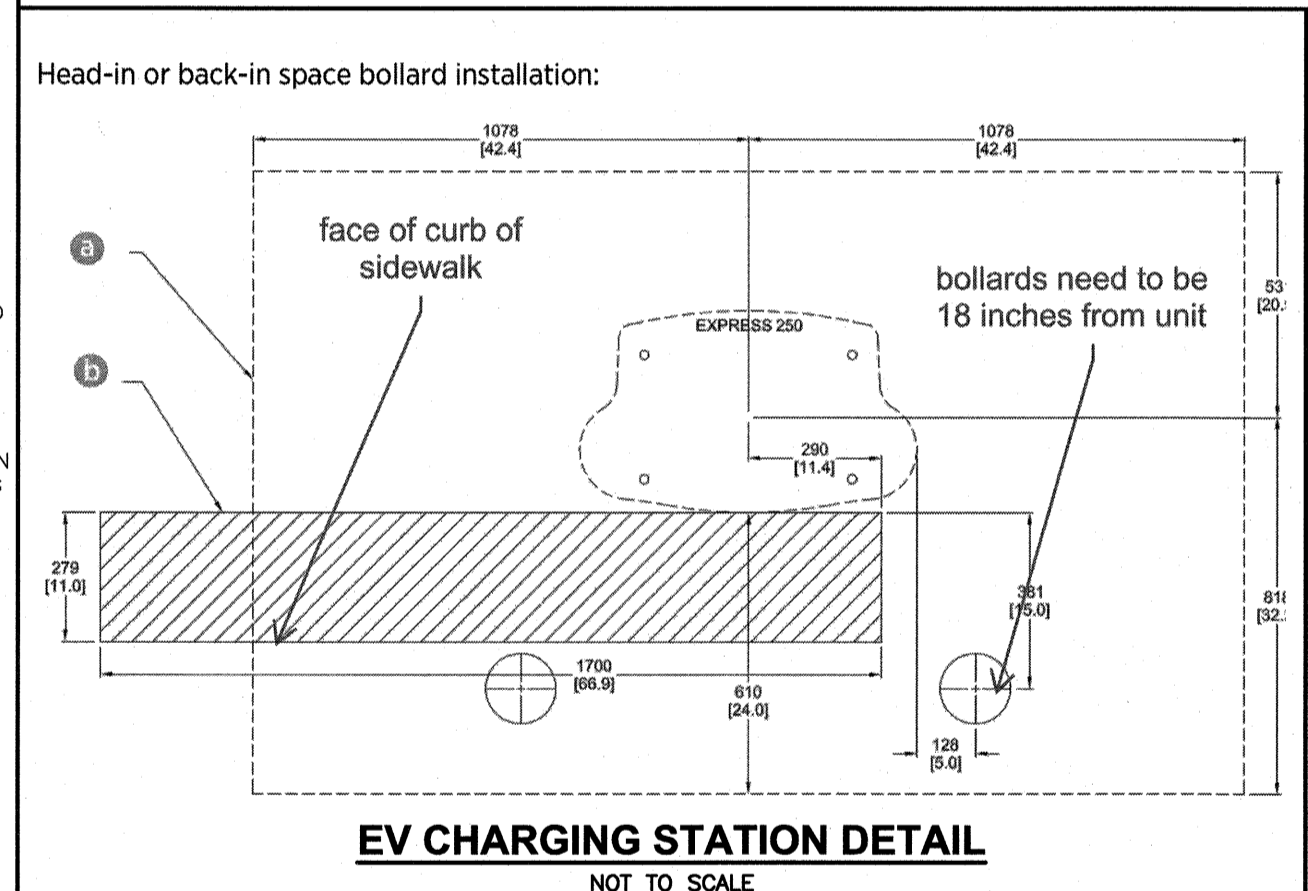 Head-in or back-in space bollard installation:
1078
[42.4]
1078
[42.4]
a
face of curb of
sidewalk
bollards need to be
18 inches from unit
EXPRESS 250
b
290
[11.4]
279
[11.0]
381
[15.0]
1700
[66.9]
610
[24.0]
128
[5.0]
EV CHARGING STATION DETAIL
NOT TO SCALE